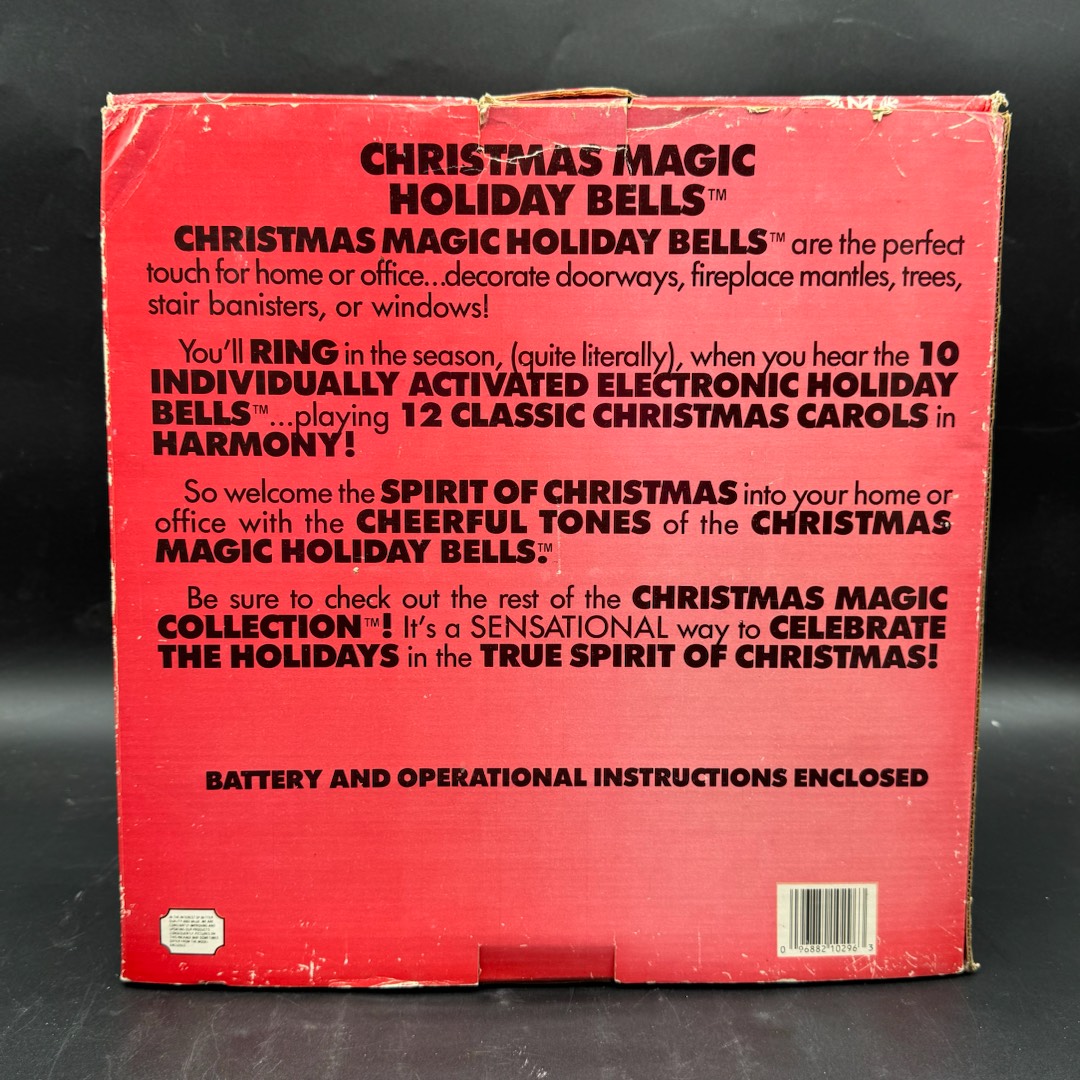 CHRISTMAS MAGIC
HOLIDAY BELLS™
CHRISTMAS MAGIC HOLIDAY BELLS™ are the perfect
touch for home or office...decorate doorways, fireplace mantles, trees,
stair banisters, or windows!
You'll RING in the season, (quite literally), when you hear the 10
INDIVIDUALLY ACTIVATED ELECTRONIC HOLIDAY
BELLS™...playing 12 CLASSIC CHRISTMAS CAROLS in
HARMONY!
So welcome the SPIRIT OF CHRISTMAS into your home or
office with the CHEERFUL TONES of the CHRISTMAS
MAGIC HOLIDAY BELLS.™
Be sure to check out the rest of the CHRISTMAS MAGIC
COLLECTION™! It's a SENSATIONAL way to CELEBRATE
THE HOLIDAYS in the TRUE SPIRIT OF CHRISTMAS!
BATTERY AND OPERATIONAL INSTRUCTIONS ENCLOSED
0 96882 10296 3